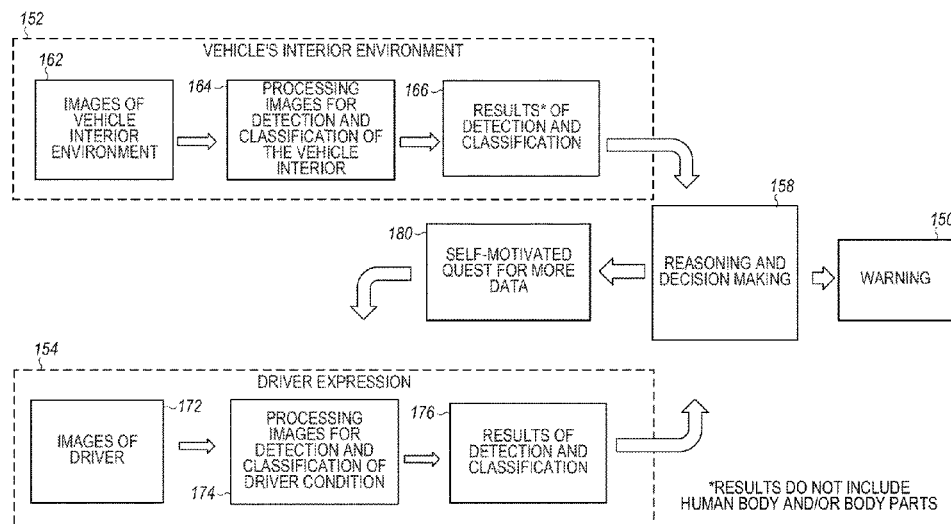 152
VEHICLE'S INTERIOR ENVIRONMENT
162
IMAGES OF
VEHICLE
INTERIOR
ENVIRONMENT
164
PROCESSING
IMAGES FOR
DETECTION AND
CLASSIFICATION OF
THE VEHICLE
INTERIOR
166
RESULTS* OF
DETECTION AND
CLASSIFICATION
158
REASONING AND
DECISION MAKING
150
WARNING
180
SELF-MOTIVATED
QUEST FOR MORE
DATA
154
DRIVER EXPRESSION
172
IMAGES OF
DRIVER
174
PROCESSING
IMAGES FOR
DETECTION AND
CLASSIFICATION OF
DRIVER CONDITION
176
RESULTS OF
DETECTION AND
CLASSIFICATION
*RESULTS DO NOT INCLUDE
HUMAN BODY AND/OR BODY PARTS